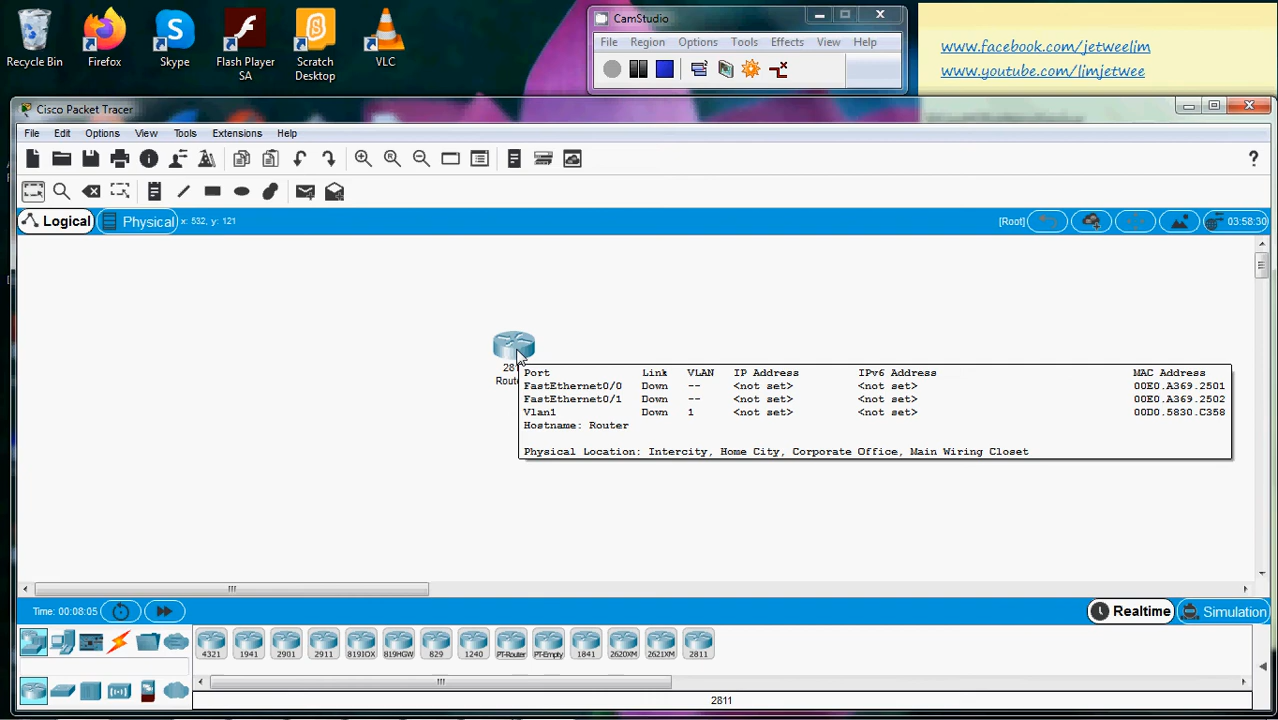 CamStudio
File Region Options Tools Effects View Help
www.facebook.com/jetweelim
www.youtube.com/limjetwee
Recycle Bin
Firefox
Skype
Flash Player
SA
Scratch
Desktop
VLC
Cisco Packet Tracer
File Edit Options View Tools Extensions Help
Logical Physical x: 532, y: 121 [Root] 03:58:30
281
Route
Port Link VLAN IP Address IPv6 Address MAC Address
FastEthernet0/0 Down -- <not set> <not set> 00E0.A369.2501
FastEthernet0/1 Down -- <not set> <not set> 00E0.A369.2502
Vlan1 Down 1 <not set> <not set> 00D0.5830.C358
Hostname: Router
Physical Location: Intercity, Home City, Corporate Office, Main Wiring Closet
Time: 00:08:05 Realtime Simulation
4321 1941 2901 2911 819IOX 819HGW 829 1240 PT-Router PT-Empty 1841 2620XM 2621XM 2811
2811